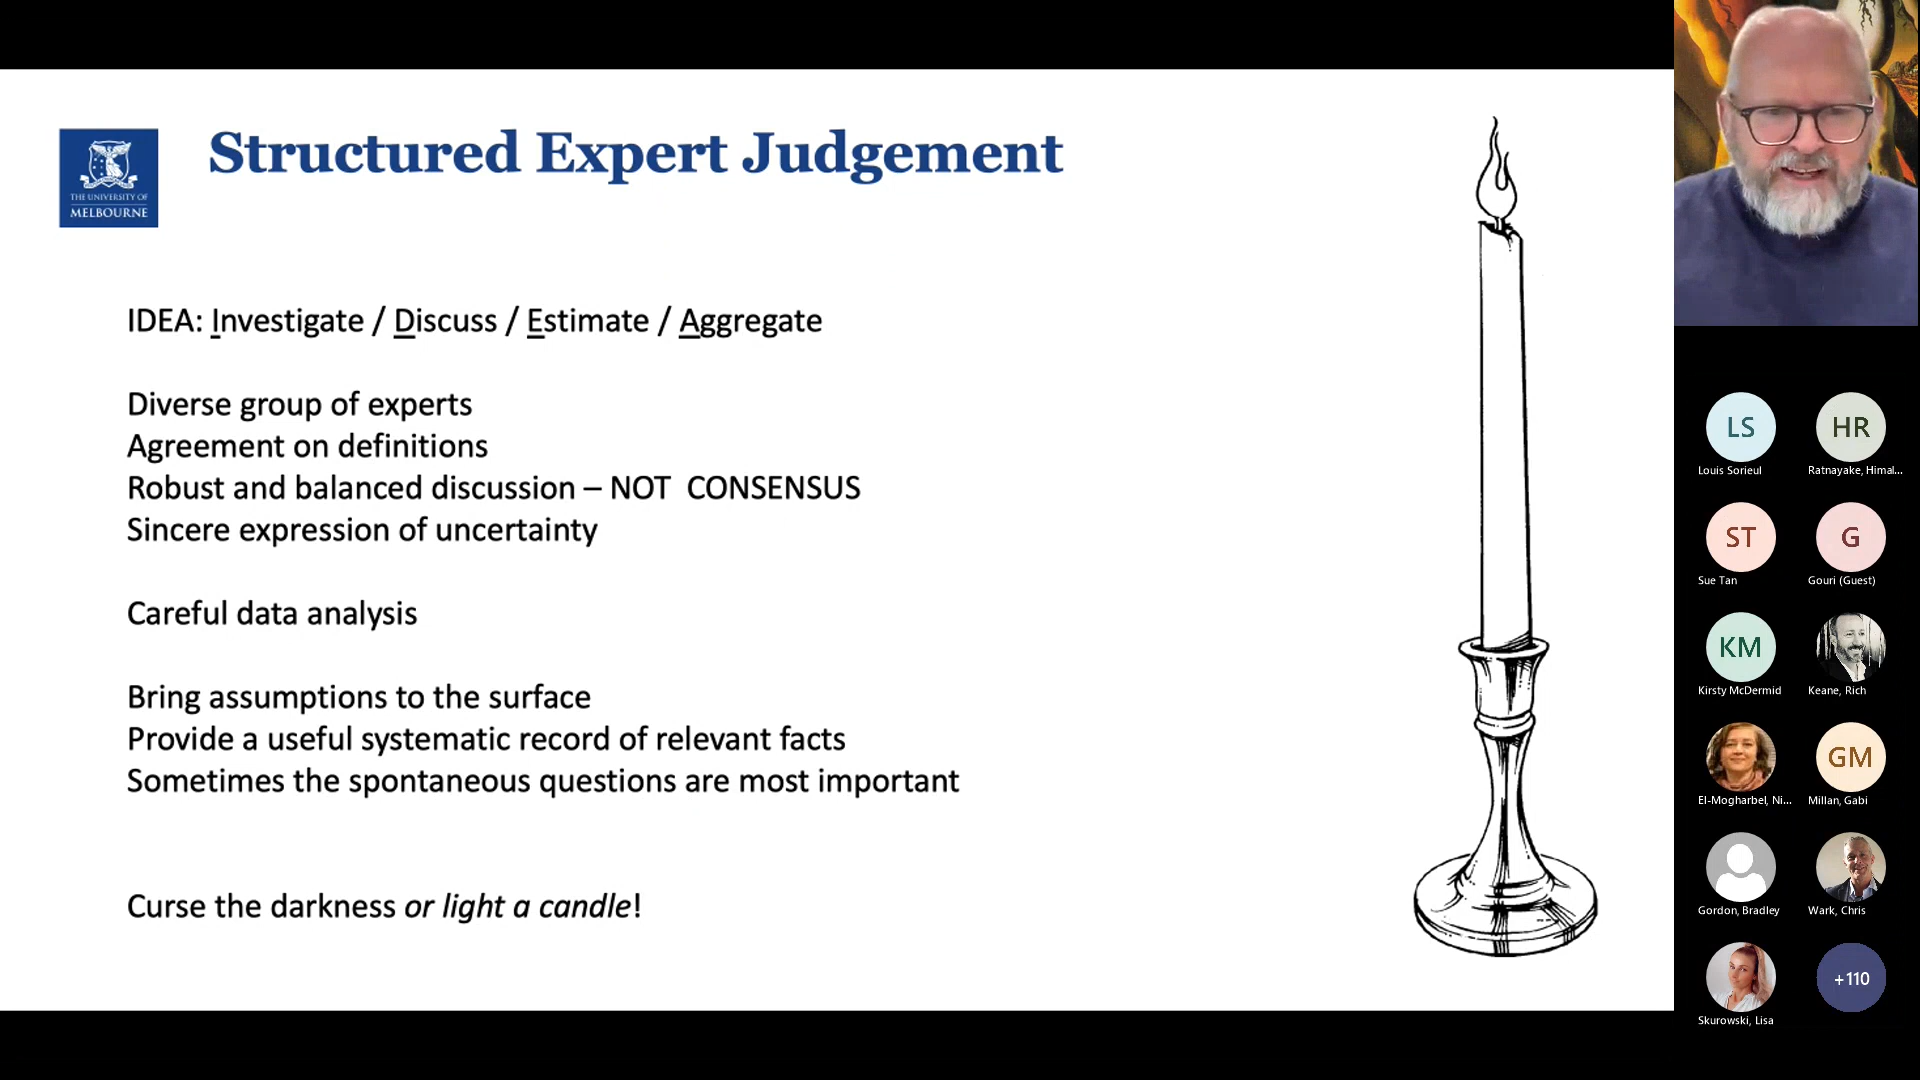 Structured Expert Judgement
THE UNIVERSITY OF
MELBOURNE
IDEA: Investigate / Discuss / Estimate / Aggregate
Diverse group of experts
Agreement on definitions
Robust and balanced discussion – NOT CONSENSUS
Sincere expression of uncertainty
Careful data analysis
Bring assumptions to the surface
Provide a useful systematic record of relevant facts
Sometimes the spontaneous questions are most important
Curse the darkness or light a candle!
LS
HR
Louis Sorieul
Ratnayake, Himal...
ST
G
Sue Tan
Gouri (Guest)
KM
Kirsty McDermid
Keane, Rich
GM
El-Mogharbel, Ni...
Millan, Gabi
Gordon, Bradley
Wark, Chris
+110
Skurowski, Lisa